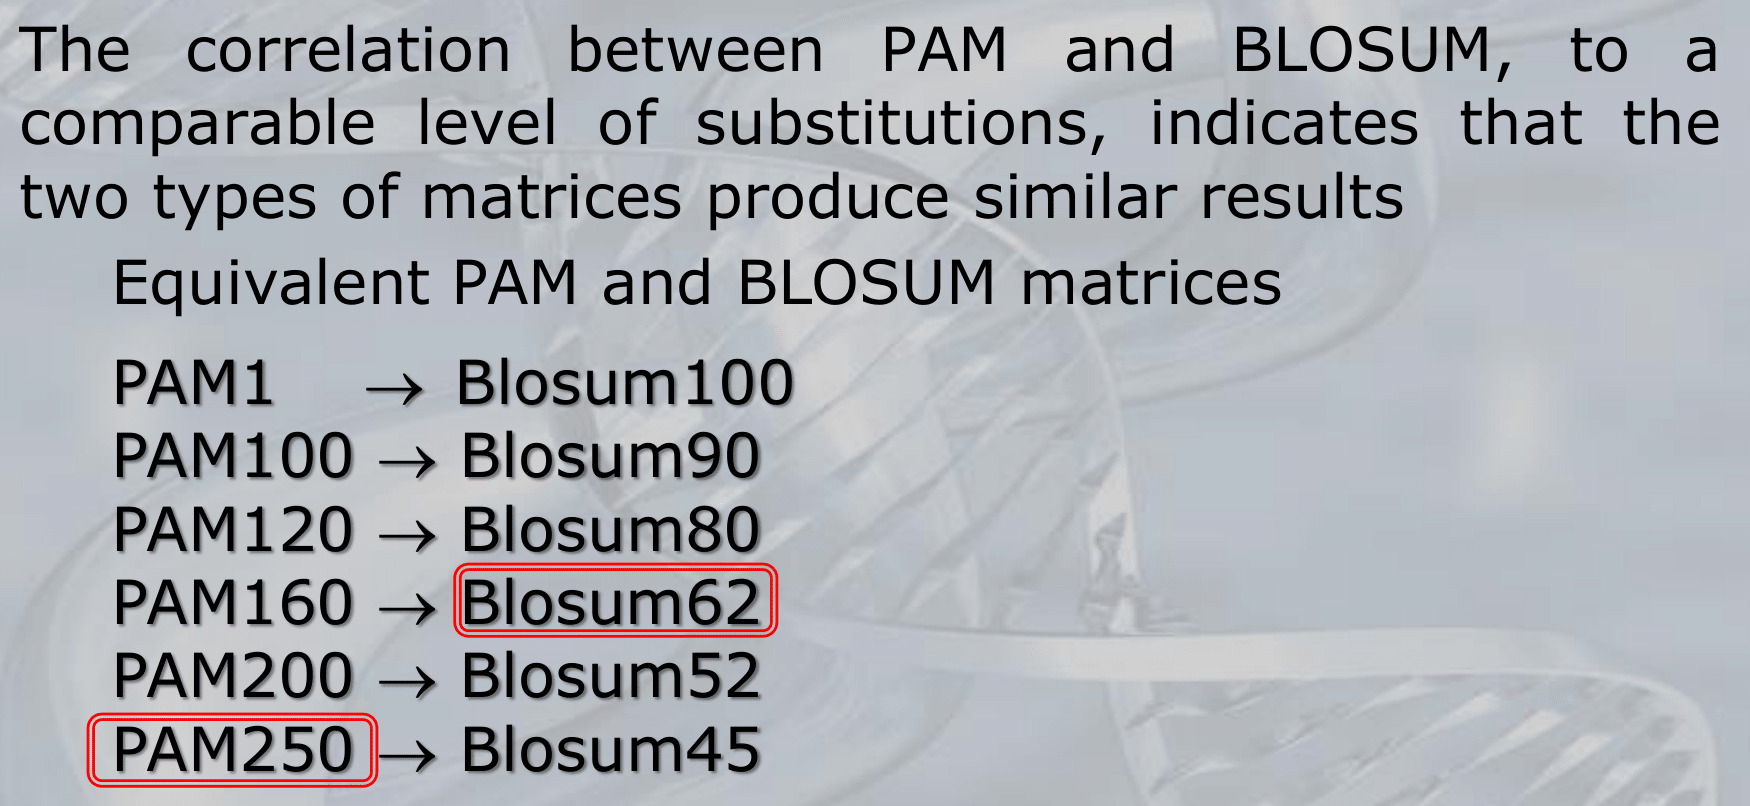 The correlation between PAM and BLOSUM, to a
comparable level of substitutions, indicates that the
two types of matrices produce similar results
Equivalent PAM and BLOSUM matrices
PAM1 → Blosum100
PAM100 → Blosum90
PAM120 → Blosum80
PAM160 → Blosum62
PAM200 → Blosum52
PAM250 → Blosum45